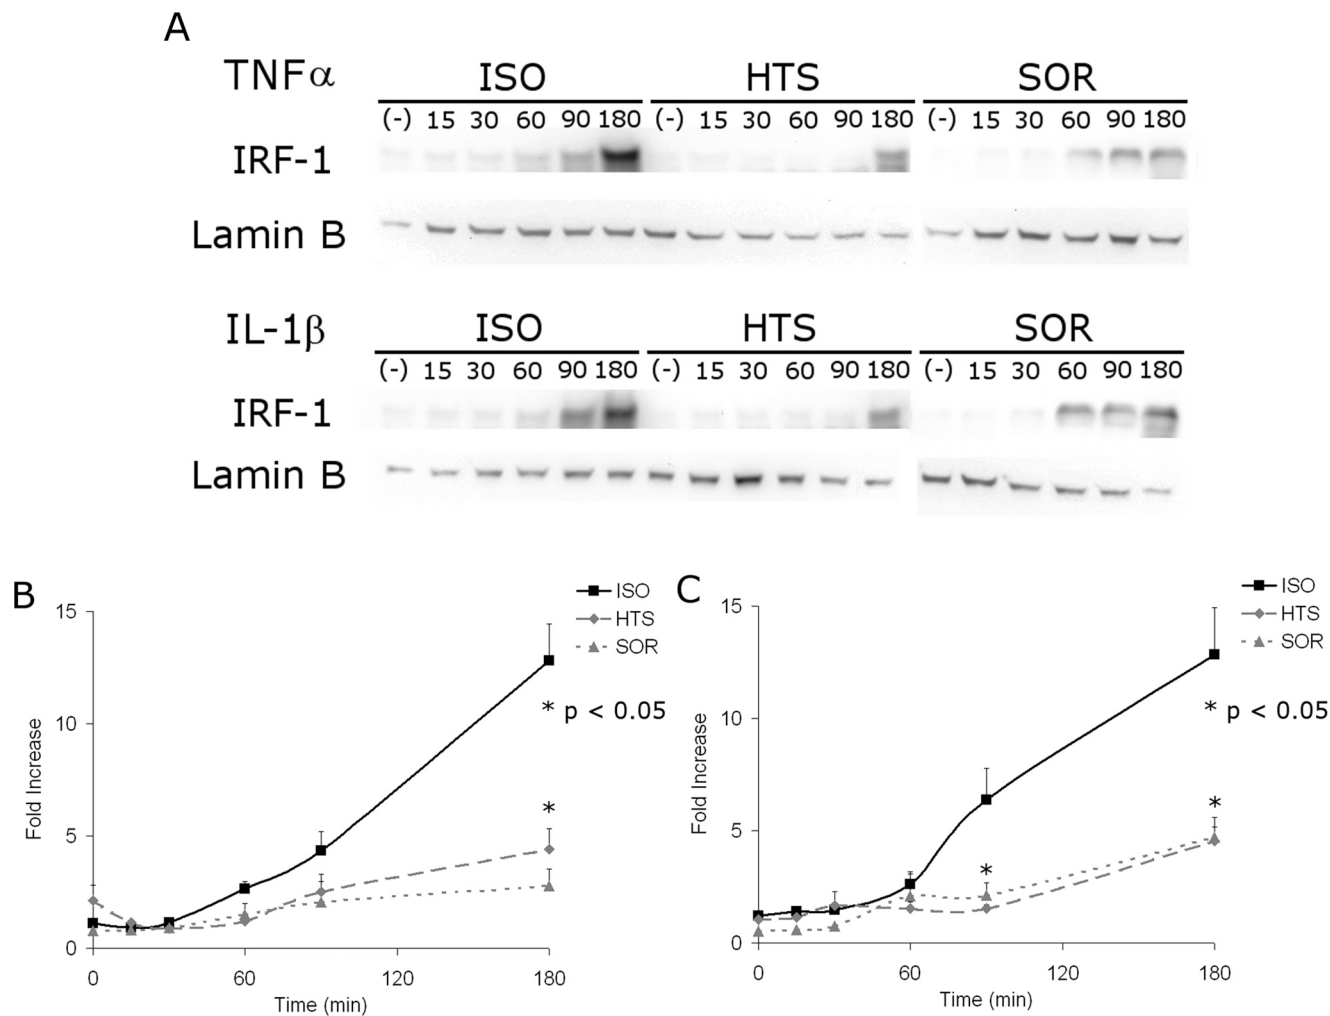 A
TNFα ISO HTS SOR
(-) 15 30 60 90 180 (-) 15 30 60 90 180 (-) 15 30 60 90 180
IRF-1
Lamin B
IL-1β ISO HTS SOR
(-) 15 30 60 90 180 (-) 15 30 60 90 180 (-) 15 30 60 90 180
IRF-1
Lamin B
B
ISO
HTS
SOR
15
10
5
0
Fold Increase
* p < 0.05
*
0 60 120 180
Time (min)
C
ISO
HTS
SOR
15
10
5
0
Fold Increase
* p < 0.05
*
*
0 60 120 180
Time (min)